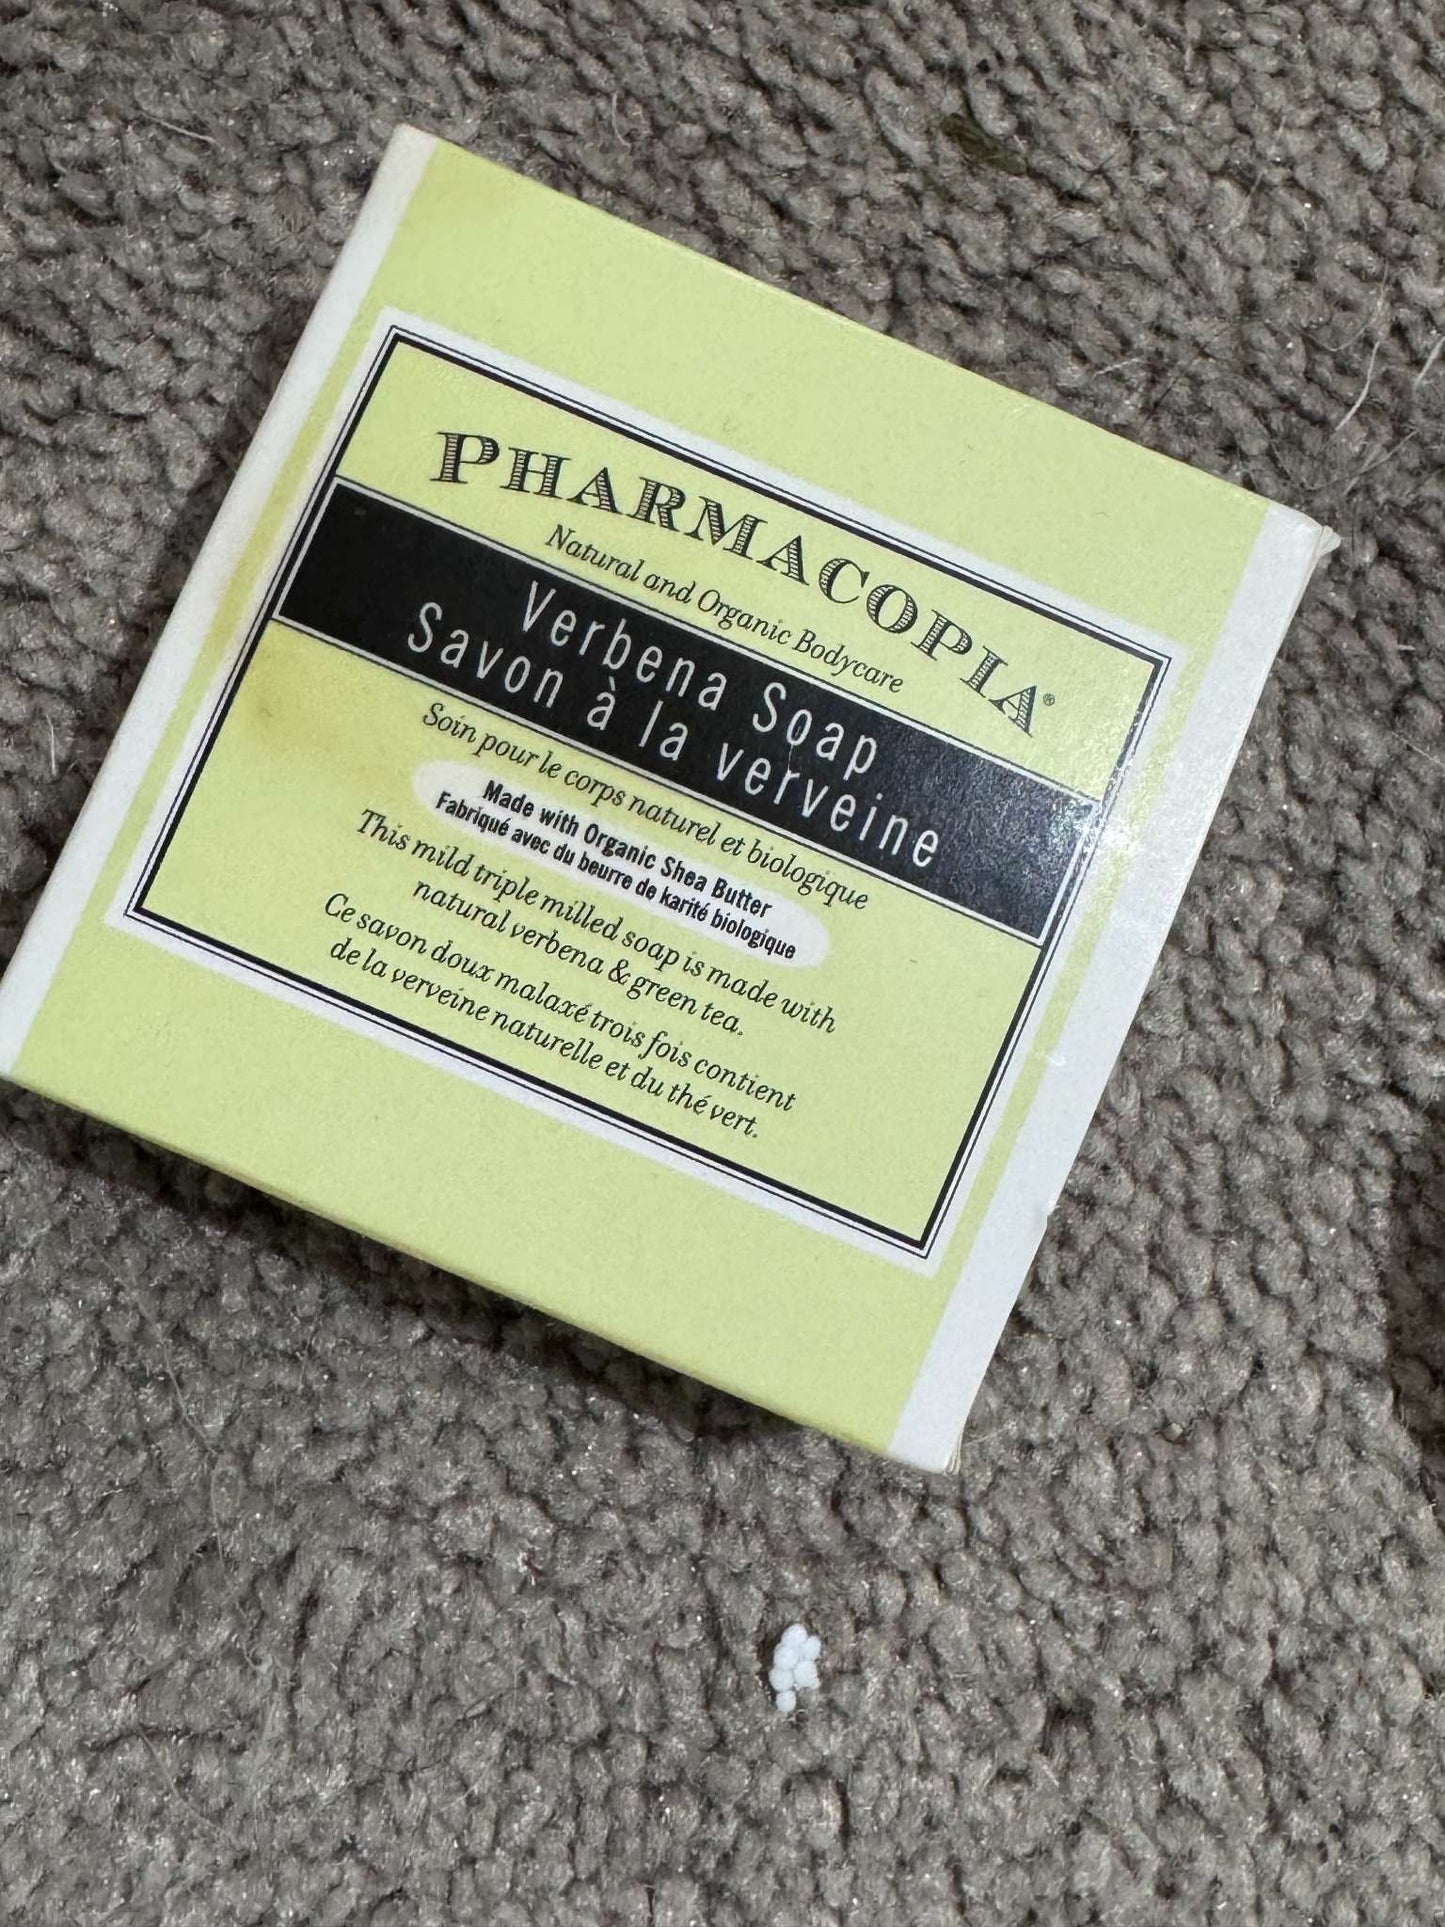 PHARMACOPIA®
Natural and Organic Bodycare
Verbena Soap
Savon à la verveine
Soin pour le corps naturel et biologique
Made with Organic Shea Butter
Fabriqué avec du beurre de karité biologique
This mild triple milled soap is made with
natural verbena & green tea.
Ce savon doux malaxé trois fois contient
de la verveine naturelle et du thé vert.